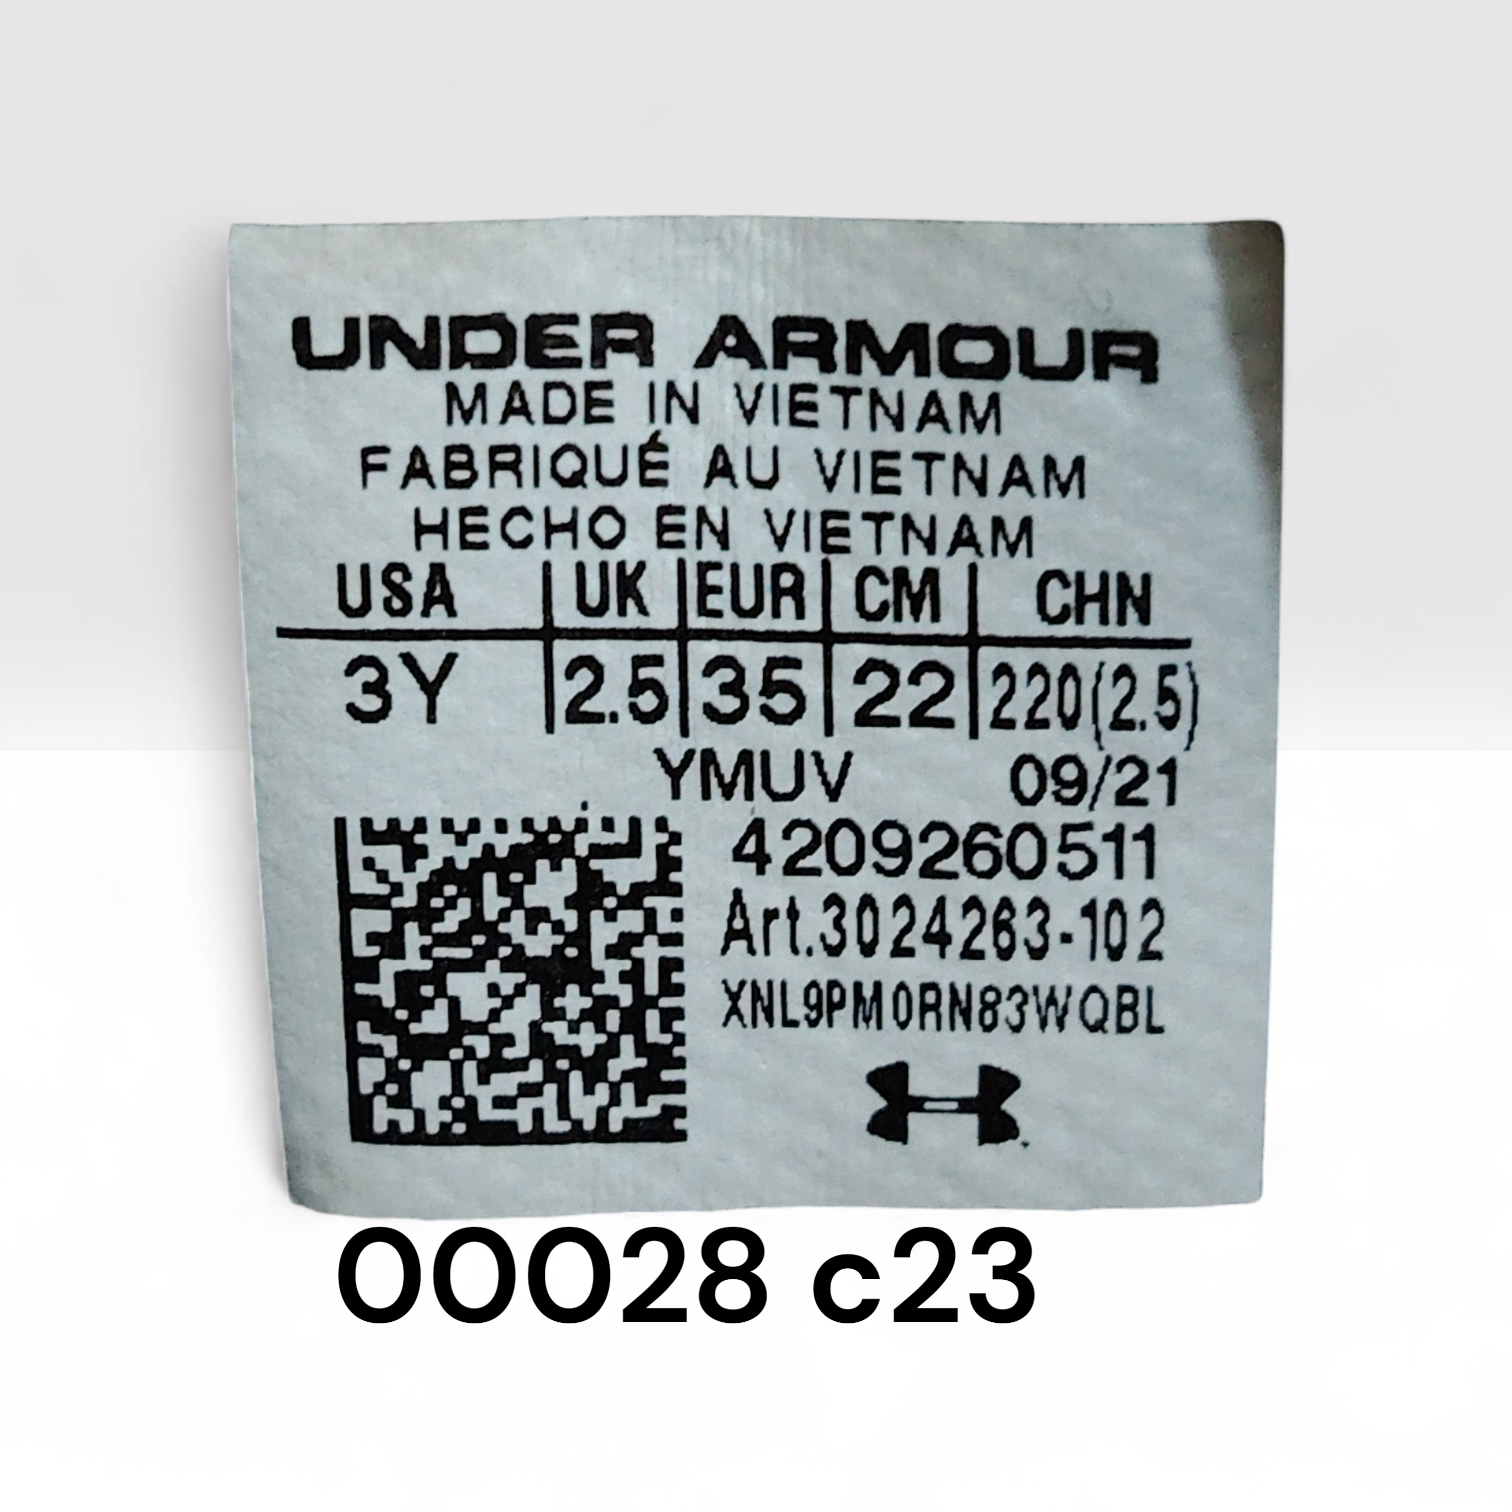 UNDER ARMOUR
MADE IN VIETNAM
FABRIQUÉ AU VIETNAM
HECHO EN VIETNAM
USA | UK | EUR | CM | CHN
3Y | 2.5 | 35 | 22 | 220(2.5)
YMUV 09/21
4209260511
Art.3024263-102
XNL9PM0RN83WQBL
00028 c23